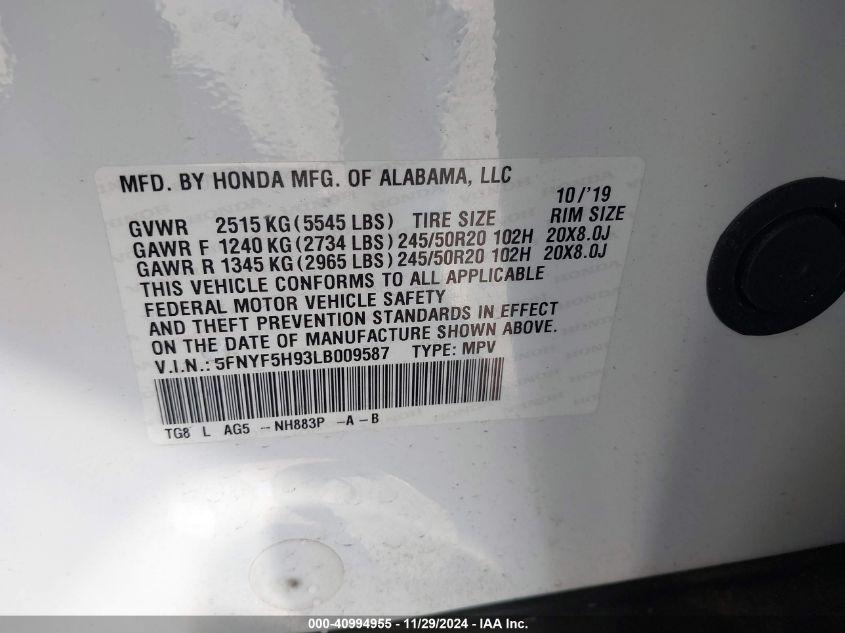 MFD. BY HONDA MFG. OF ALABAMA, LLC
10/'19
GVWR 2515 KG (5545 LBS) TIRE SIZE RIM SIZE
GAWR F 1240 KG (2734 LBS) 245/50R20 102H 20X8.0J
GAWR R 1345 KG (2965 LBS) 245/50R20 102H 20X8.0J
THIS VEHICLE CONFORMS TO ALL APPLICABLE
FEDERAL MOTOR VEHICLE SAFETY
AND THEFT PREVENTION STANDARDS IN EFFECT
ON THE DATE OF MANUFACTURE SHOWN ABOVE.
V.I.N.: 5FNYF5H93LB009587 TYPE: MPV
TG8 L AG5 --NH883P -A-B
000-40994955 - 11/29/2024 - IAAI Inc.